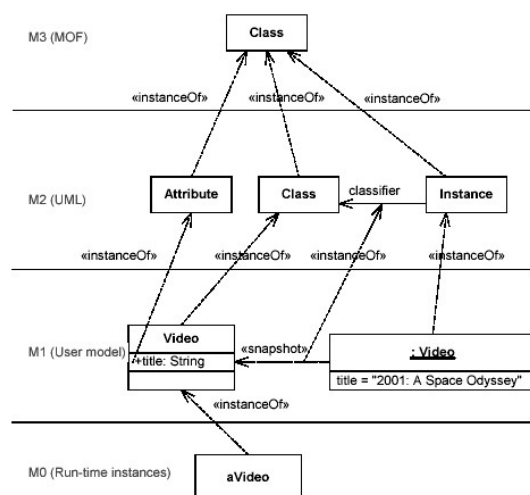 Class
M3 (MOF)
«instanceOf» «instanceOf» «instanceOf»
M2 (UML)
Attribute
Class
classifier
Instance
«instanceOf» «instanceOf» «instanceOf» «instanceOf»
Video
M1 (User model)
+title: String
«snapshot»
: Video
title = "2001: A Space Odyssey"
«instanceOf»
M0 (Run-time instances)
aVideo